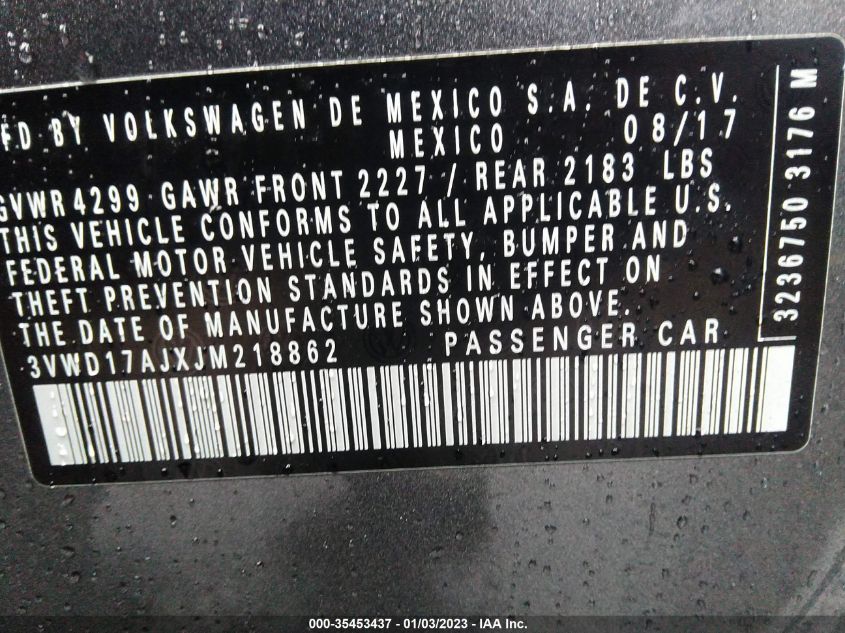 FD BY VOLKSWAGEN DE MEXICO S.A. DE C.V.
MEXICO 08/17
GVWR 4299 GAWR FRONT 2227 / REAR 2183 LBS
THIS VEHICLE CONFORMS TO ALL APPLICABLE U.S.
FEDERAL MOTOR VEHICLE SAFETY, BUMPER AND
THEFT PREVENTION STANDARDS IN EFFECT ON
THE DATE OF MANUFACTURE SHOWN ABOVE.
3VWD17AJXJM218862 PASSENGER CAR
3236750 3176 M
000-35453437 - 01/03/2023 - IAA Inc.